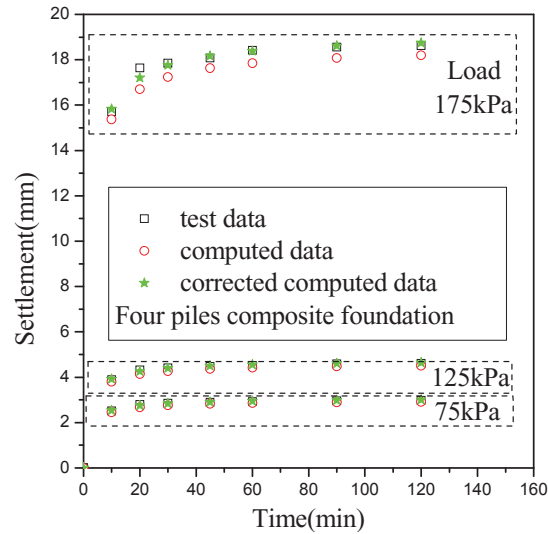 20
18
16
14
12
10
8
6
4
2
0
Settlement(mm)
Load
175kPa
test data
computed data
corrected computed data
Four piles composite foundation
125kPa
75kPa
0 20 40 60 80 100 120 140 160
Time(min)